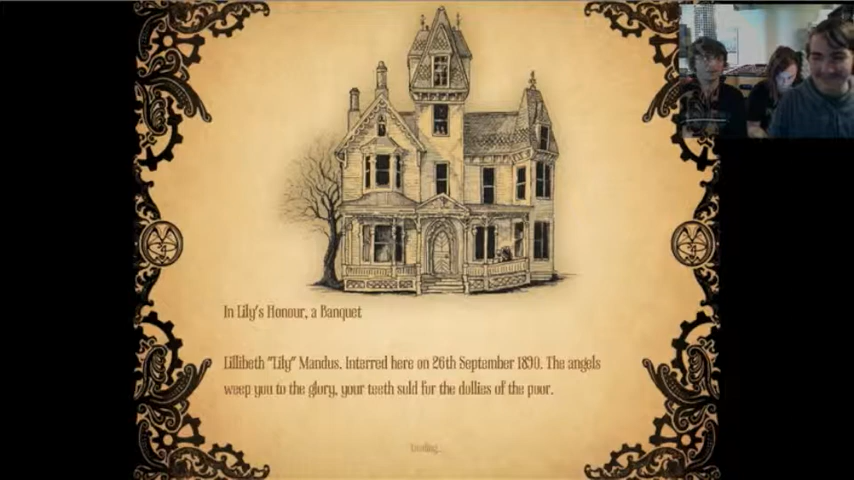 In Lily's Honour, a Banquet
Lillibeth "Lily" Mandus. Interred here on 26th September 1890. The angels
weep you to the glory, your teeth sold for the dollies of the poor.
Loading...